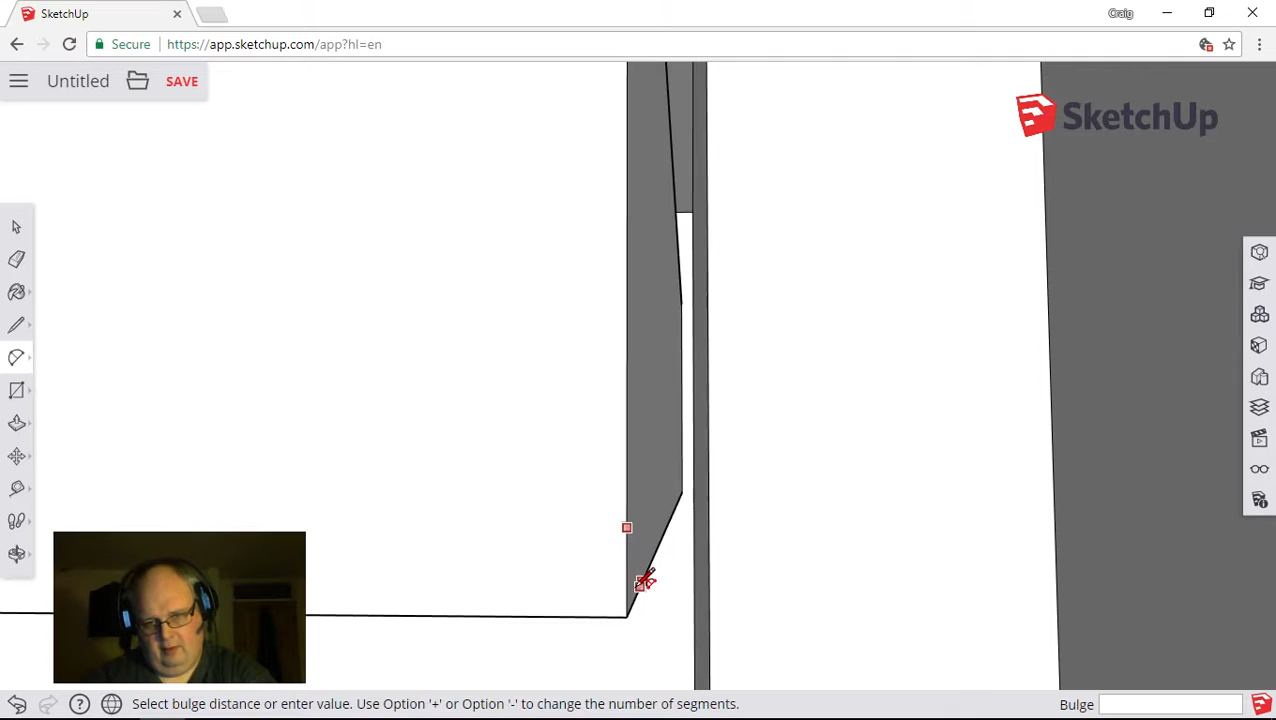 SketchUp
Craig
Secure
https://app.sketchup.com/app?hl=en
Untitled
SAVE
SketchUp
Select bulge distance or enter value. Use Option '+' or Option '-' to change the number of segments.
Bulge